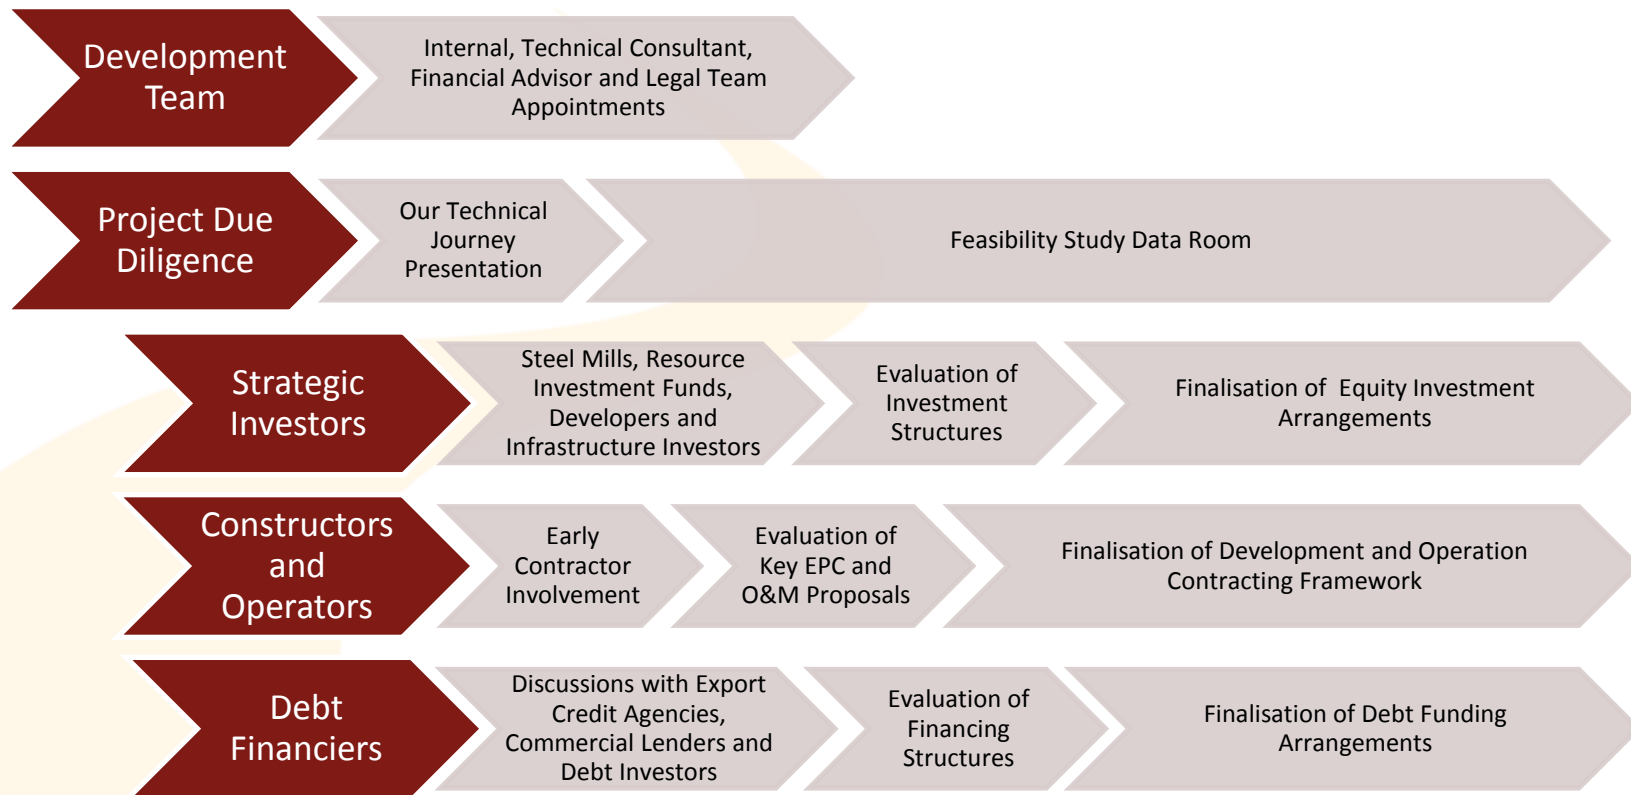 Development
Team
Internal, Technical Consultant,
Financial Advisor and Legal Team
Appointments
Project Due
Diligence
Our Technical
Journey
Presentation
Feasibility Study Data Room
Strategic
Investors
Steel Mills, Resource
Investment Funds,
Developers and
Infrastructure Investors
Evaluation of
Investment
Structures
Finalisation of  Equity Investment
Arrangements
Constructors
and
Operators
Early
Contractor
Involvement
Evaluation of
Key EPC and
O&M Proposals
Finalisation of Development and Operation
Contracting Framework
Debt
Financiers
Discussions with Export
Credit Agencies,
Commercial Lenders and
Debt Investors
Evaluation of
Financing
Structures
Finalisation of Debt Funding
Arrangements